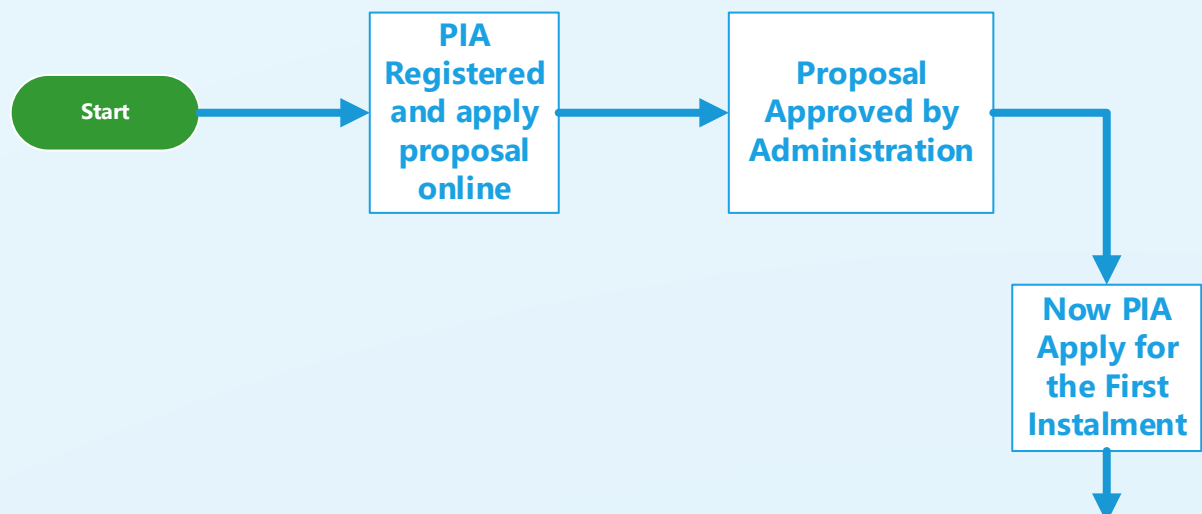 Start
PIA
Registered
and apply
proposal
online
Proposal
Approved by
Administration
Now PIA
Apply for
the First
Instalment